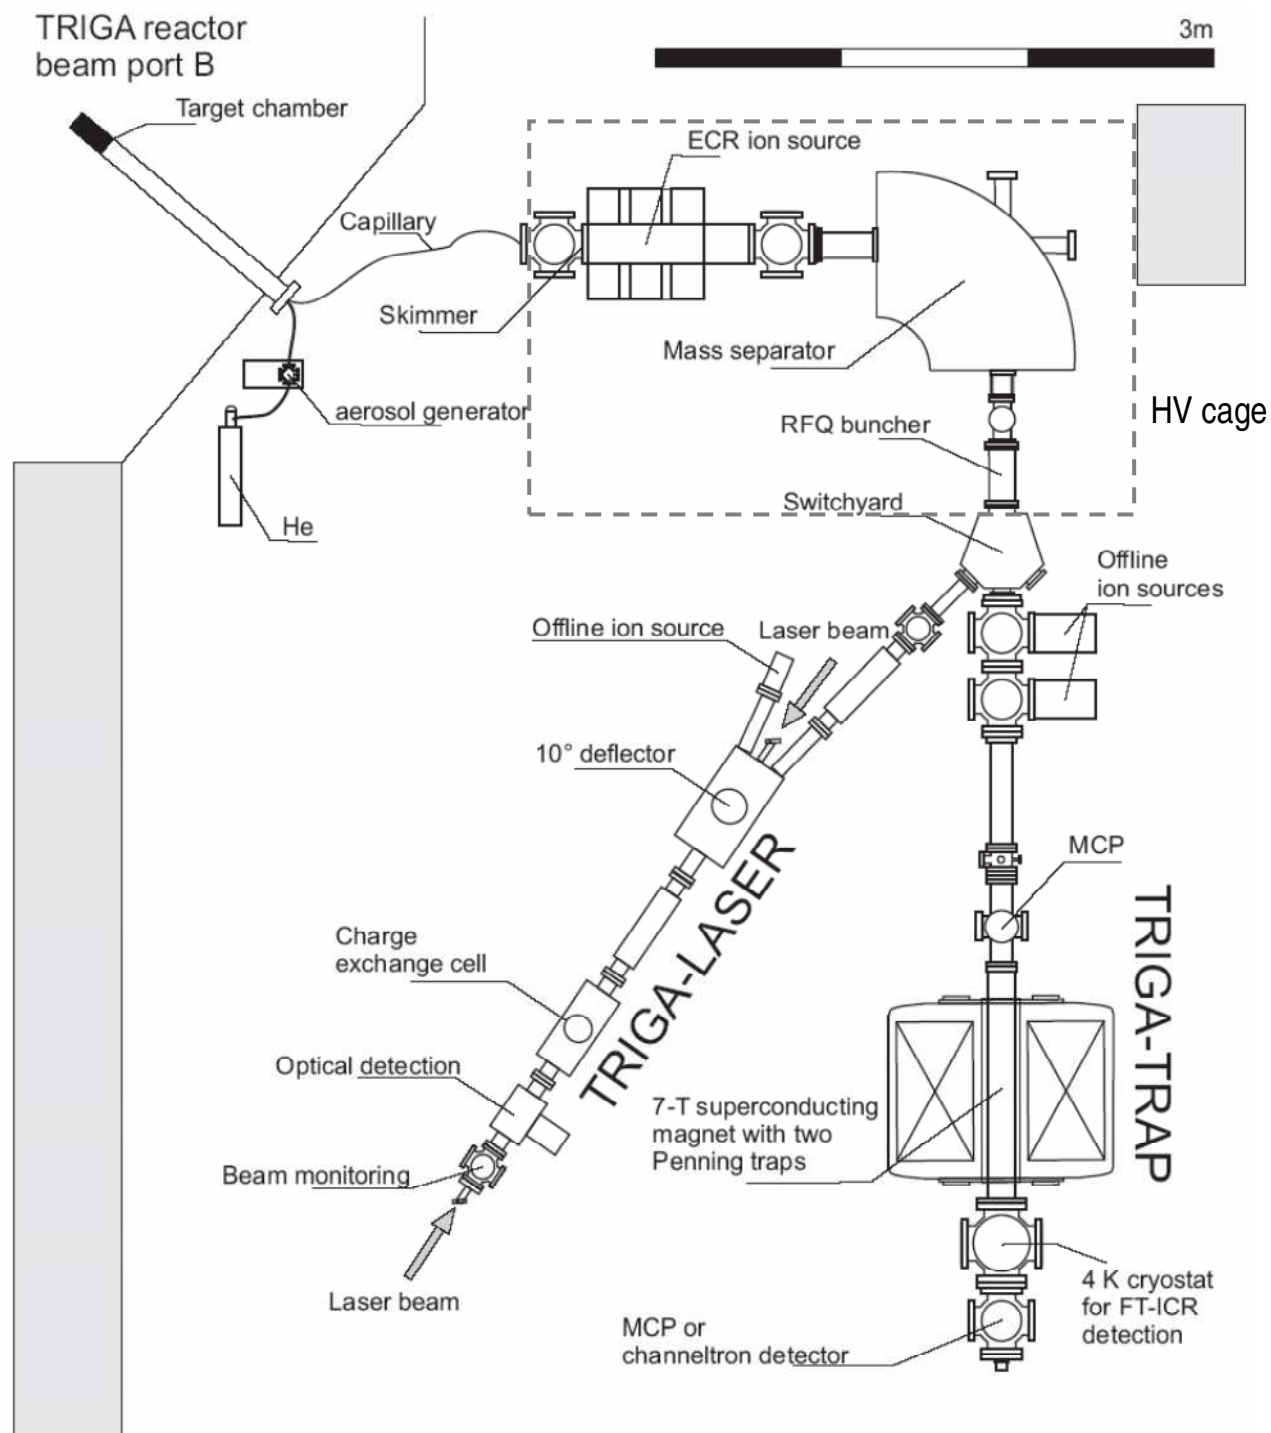 TRIGA reactor
beam port B
3m
Target chamber
ECR ion source
Capillary
Skimmer
Mass separator
aerosol generator
RFQ buncher
HV cage
Switchyard
He
Offline
ion sources
Offline ion source
Laser beam
10° deflector
MCP
TRIGA-LASER
TRIGA-TRAP
Charge
exchange cell
Optical detection
7-T superconducting
magnet with two
Penning traps
Beam monitoring
Laser beam
4 K cryostat
for FT-ICR
detection
MCP or
channeltron detector